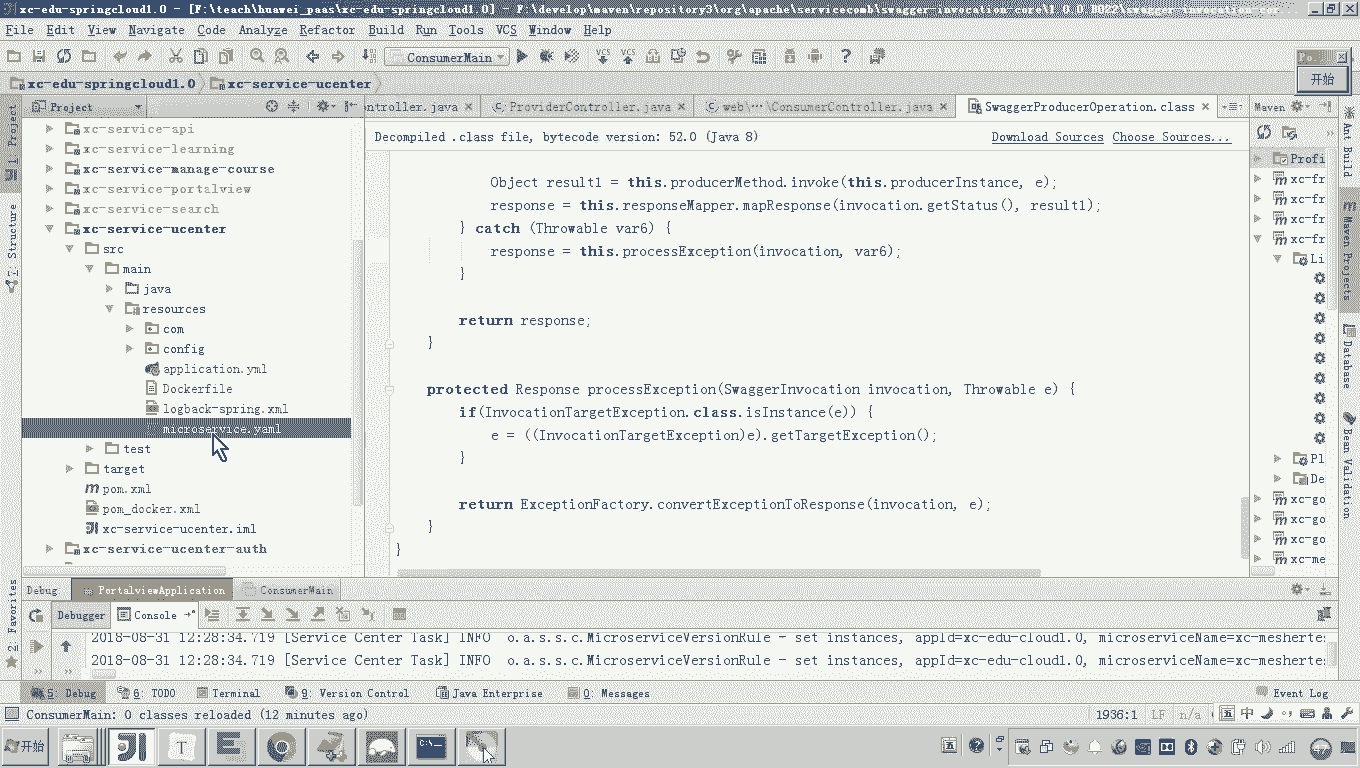 xc-edu-springcloud1.0 - [F:\teach\huawei_paas\xc-edu-springcloud1.0] - F:\develop\maven\repository3\org\apache\servicecomb\swagger-invocation-core\1.0.0.B022\
File Edit View Navigate Code Analyze Refactor Build Run Tools VCS Window Help
ConsumerMain
开始
xc-edu-springcloud1.0 xc-service-ucenter
Project
ontroller.java ProviderController.java web\...\ConsumerController.java SwaggerProducerOperation.class
Maven
Decompiled .class file, bytecode version: 52.0 (Java 8) Download Sources Choose Sources...
xc-service-api
xc-service-learning
xc-service-manage-course
xc-service-portalview
xc-service-search
xc-service-ucenter
src
main
java
resources
com
config
application.yml
Dockerfile
logback-spring.xml
microservice.yaml
test
target
pom.xml
pom_docker.xml
xc-service-ucenter.iml
xc-service-ucenter-auth
Object result1 = this.producerMethod.invoke(this.producerInstance, e);
response = this.responseMapper.mapResponse(invocation.getStatus(), result1);
} catch (Throwable var6) {
response = this.processException(invocation, var6);
}
return response;
}
protected Response processException(SwaggerInvocation invocation, Throwable e) {
if(InvocationTargetException.class.isInstance(e)) {
e = ((InvocationTargetException)e).getTargetException();
}
return ExceptionFactory.convertExceptionToResponse(invocation, e);
}
}
Profi
xc-fr
xc-fr
xc-fr
xc-fr
Li
Pl
De
xc-go
xc-go
xc-go
xc-me
1: Project
7: Structure
2: Favorites
Ant Build
Maven Projects
Database
Bean Validation
Debug PortalviewApplication ConsumerMain
Debugger Console
2018-08-31 12:28:34.719 [Service Center Task] INFO o.a.s.s.c.MicroserviceVersionRule - set instances, appId=xc-edu-cloud1.0, microserviceName=xc-meshertes
2018-08-31 12:28:34.719 [Service Center Task] INFO o.a.s.s.c.MicroserviceVersionRule - set instances, appId=xc-edu-cloud1.0, microserviceName=xc-meshertes
5: Debug 6: TODO Terminal 9: Version Control Java Enterprise 0: Messages Event Log
ConsumerMain: 0 classes reloaded (12 minutes ago) 1936:1 LF n/a 五 中
开始 五